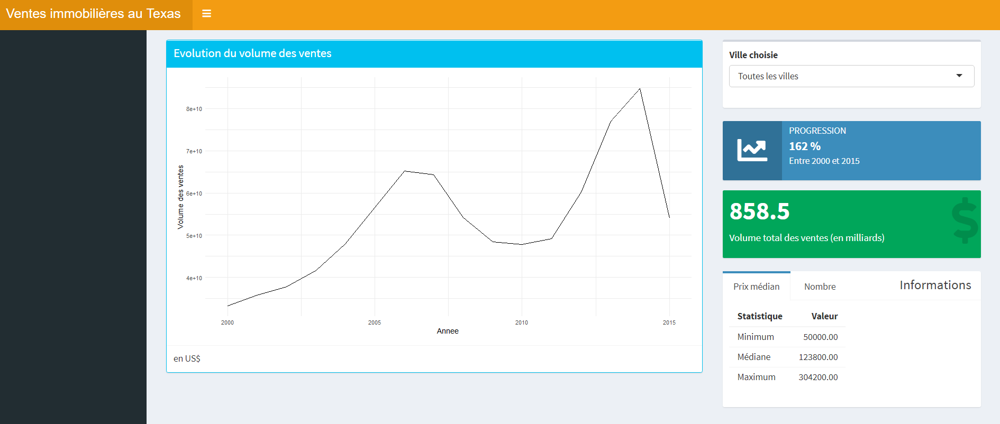 Ventes immobilières au Texas
Evolution du volume des ventes
8e+10
7e+10
6e+10
5e+10
4e+10
Volume des ventes
2000 2005 2010 2015
Annee
en US$
Ville choisie
Toutes les villes
PROGRESSION
162 %
Entre 2000 et 2015
858.5
Volume total des ventes (en milliards)
$
Prix médian Nombre Informations
Statistique Valeur
Minimum 50000.00
Médiane 123800.00
Maximum 304200.00